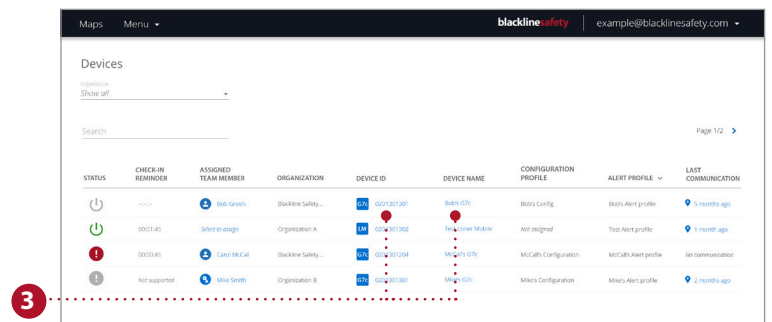 Maps Menu blacklinesafety example@blacklinesafety.com
Devices
Organization
Show all
Search Page 1/2
STATUS CHECK-IN REMINDER ASSIGNED TEAM MEMBER ORGANIZATION DEVICE ID DEVICE NAME CONFIGURATION PROFILE ALERT PROFILE LAST COMMUNICATION
--:--:-- Bob Green Blackline Safety... G7c 0201301301 Bob's G7c Bob's Config Bob's Alert profile 5 months ago
00:01:45 Select to assign Organization A LM 0201301302 Test Loner Mobile Not assigned Test Alert profile 1 month ago
00:00:45 Carol McCall Blackline Safety... G7c 0201301204 McCall's G7c McCall's Configuration McCall's Alert profile No communication
Not supported Mike Smith Organization B G7c 0201301301 Mike's G7c Mike's Configuration Mike's Alert profile 2 months ago
3